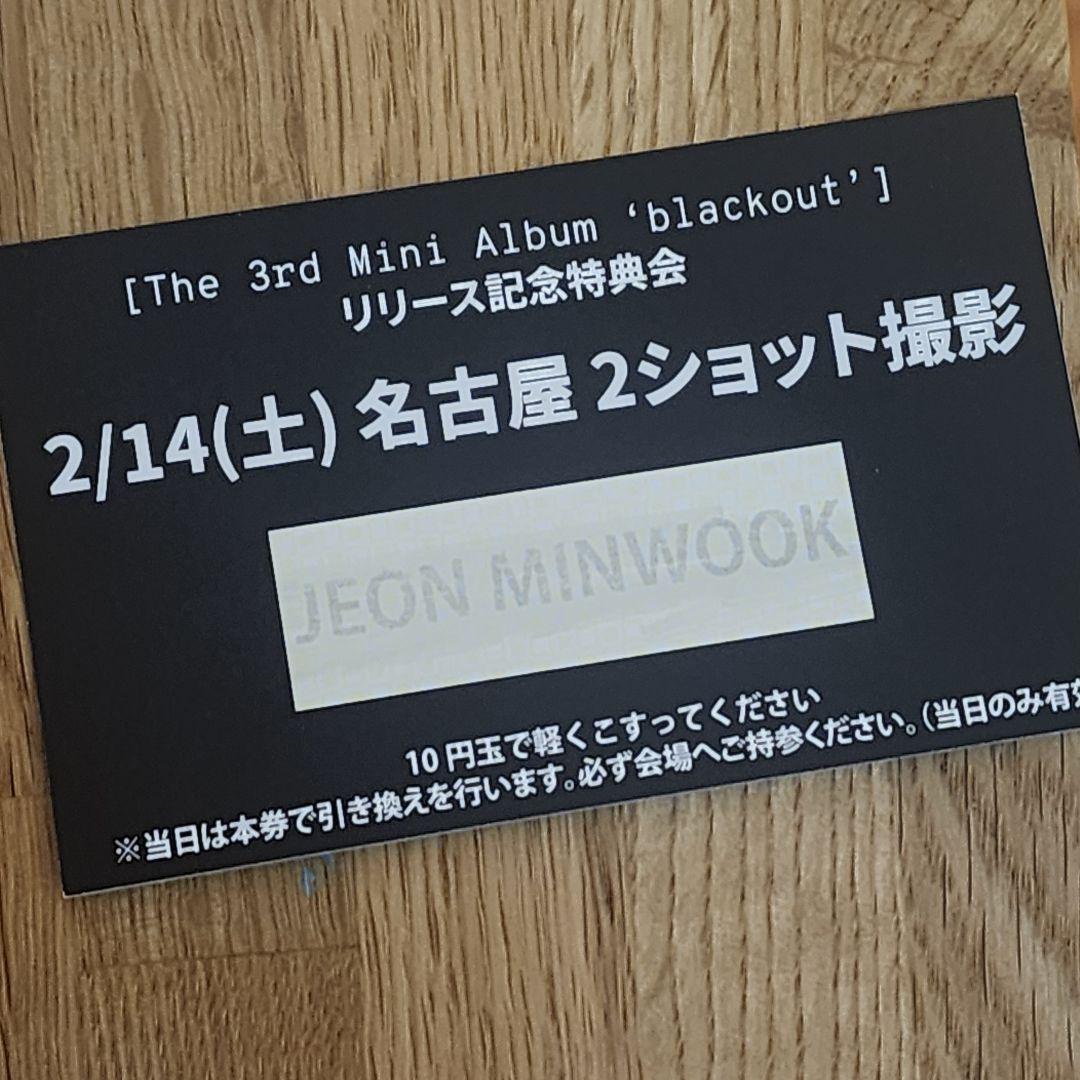 [The 3rd Mini Album ‘blackout’]
リリース記念特典会
2/14(土) 名古屋 2ショット撮影
JEON MINWOOK
10円玉で軽くこすってください
※当日は本券で引き換えを行います。必ず会場へご持参ください。(当日のみ有効